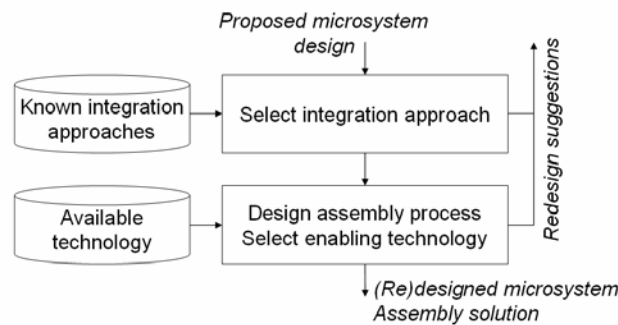 Proposed microsystem
design
Known integration
approaches
Select integration approach
Redesign suggestions
Available
technology
Design assembly process
Select enabling technology
(Re)designed microsystem
Assembly solution